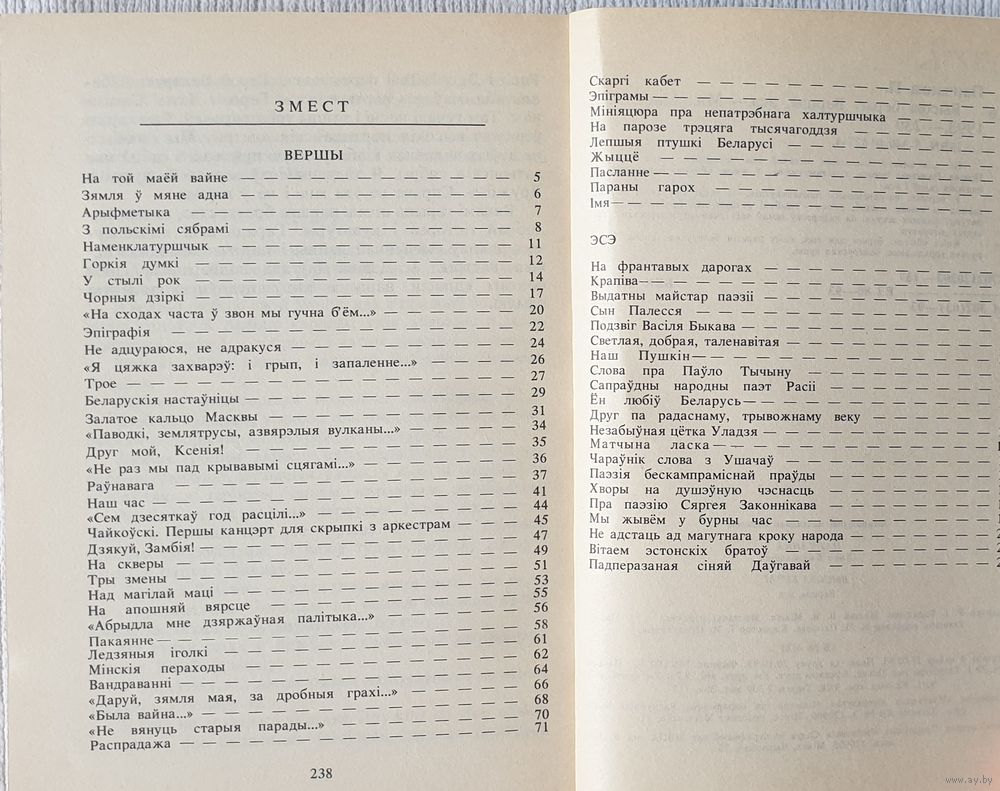 ЗМЕСТ
ВЕРШЫ
На той маёй вайне — — — — — — — — — — — 5
Зямля ў мяне адна — — — — — — — — — — — 6
Арыфметыка — — — — — — — — — — — — 7
З польскімі сябрамі — — — — — — — — — — — 8
Наменклатуршчык — — — — — — — — — — — 11
Горкія думкі — — — — — — — — — — — — 12
У стылі рок — — — — — — — — — — — — 14
Чорныя дзіркі — — — — — — — — — — — — 17
«На сходах часта ў звон мы гучна б'ём...» — — — — — 20
Эпіграфія — — — — — — — — — — — — 22
Не адцураюся, не адракуся — — — — — — — — 24
«Я цяжка захварэў: і грып, і запаленне...» — — — — 26
Трое — — — — — — — — — — — — — — 27
Беларускія настаўніцы — — — — — — — — — — 29
Залатое кальцо Масквы — — — — — — — — — 31
«Паводкі, землятрусы, азвярэлыя вулканы...» — — — — 34
Друг мой, Ксенія! — — — — — — — — — — 35
«Не раз мы пад крывавымі сцягамі...» — — — — — 36
Раўнавага — — — — — — — — — — — — 37
Наш час — — — — — — — — — — — — 41
«Сем дзесяткаў год расцілі...» — — — — — — — 44
Чайкоўскі. Першы канцэрт для скрыпкі з аркестрам — — 45
Дзякуй, Замбія! — — — — — — — — — — — 47
На скверы — — — — — — — — — — — — 49
Тры змены — — — — — — — — — — — — 51
Над магілай маці — — — — — — — — — — 53
На апошняй вярсце — — — — — — — — — — 55
«Абрыдла мне дзяржаўная палітыка...» — — — — — 56
Пакаянне — — — — — — — — — — — — 58
Ледзяныя іголкі — — — — — — — — — — — 61
Мінскія пераходы — — — — — — — — — — 62
Вандраванні — — — — — — — — — — — — 64
«Даруй, зямля мая, за дробныя грахі...» — — — — — 66
«Была вайна...» — — — — — — — — — — — 68
«Не вянуць старыя парады...» — — — — — — — 70
Распрадажа — — — — — — — — — — — — 71
238
Скаргі кабет — — — — — — — — —
Эпіграмы — — — — — — — — — —
Мініяцюра пра непатрэбнага халтуршчыка — — —
На парозе трэцяга тысячагоддзя — — — — —
Лепшыя птушкі Беларусі — — — — — — —
Жыццё — — — — — — — — — — —
Пасланне — — — — — — — — — —
Параны гарох — — — — — — — — —
Імя — — — — — — — — — — — —
ЭСЭ
На франтавых дарогах — — — — — — —
Крапіва — — — — — — — — — — —
Выдатны майстар паэзіі — — — — — — —
Сын Палесся — — — — — — — — —
Подзвіг Васіля Быкава — — — — — — —
Светлая, добрая, таленавітая — — — — — —
Наш Пушкін — — — — — — — — —
Слова пра Паўло Тычыну — — — — — —
Сапраўдны народны паэт Расіі — — — — —
Ён любіў Беларусь — — — — — — — —
Друг па радаснаму, трывожнаму веку — — — —
Незабыўная цётка Уладзя — — — — — — —
Матчына ласка — — — — — — — — —
Чараўнік слова з Ушачаў — — — — — —
Паэзія бескампраміснай праўды — — — — —
Хворы на душэўную чэснасць — — — — — —
Пра паэзію Сяргея Законнікава — — — — —
Мы жывём у бурны час — — — — — — —
Не адстаць ад магутнага кроку народа — — — — 2
Вітаем эстонскіх братоў — — — — — — — 2
Падперазаная сіняй Даўгавай — — — — — — 2
www.ay.by